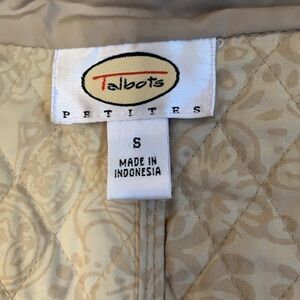 Talbots
PETITES
S
MADE IN
INDONESIA